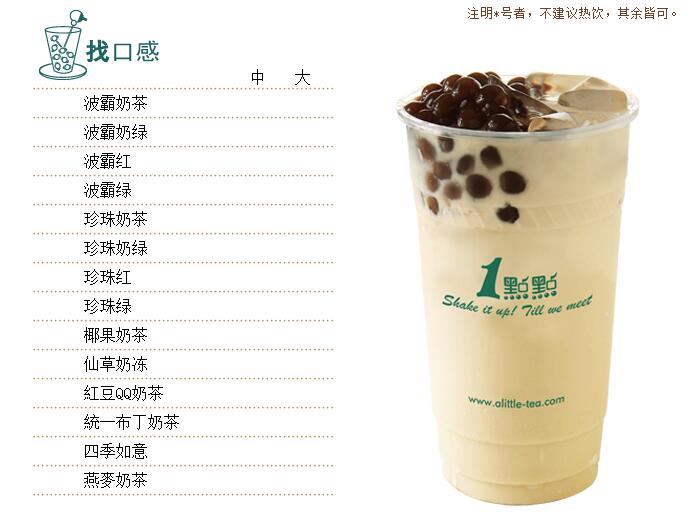 注明*号者，不建议热饮，其余皆可。
找口感
中 大
波霸奶茶
波霸奶绿
波霸红
波霸绿
珍珠奶茶
珍珠奶绿
珍珠红
珍珠绿
椰果奶茶
仙草奶冻
紅豆QQ奶茶
統一布丁奶茶
四季如意
燕麥奶茶
1點點
Shake it up! Till we meet
www.alittle-tea.com